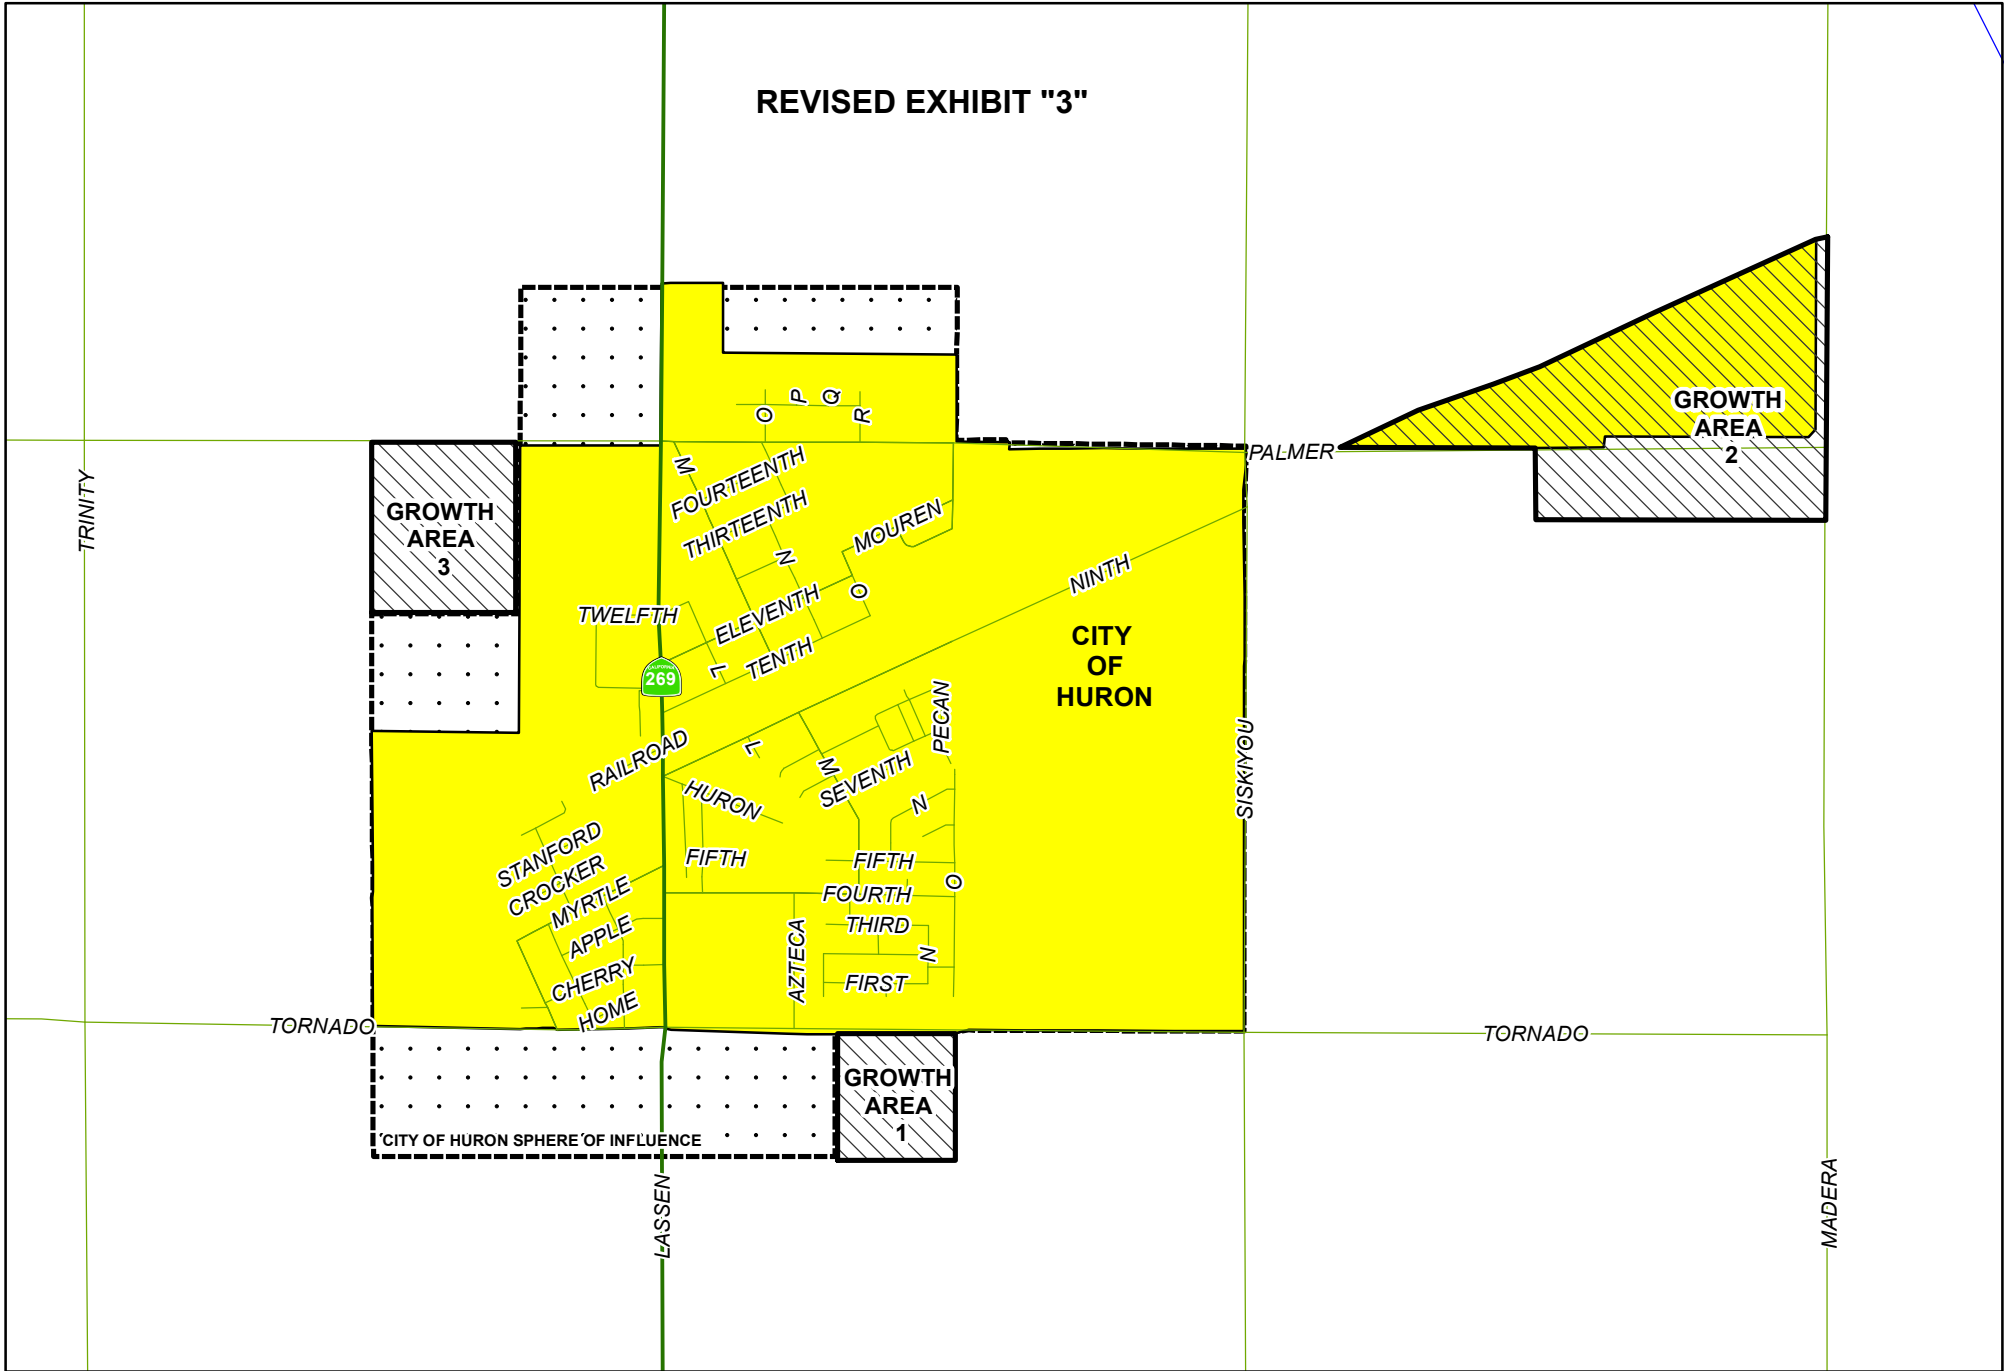 REVISED EXHIBIT "3"
P
Q
O
R
GROWTH
AREA
2
PALMER
M
FOURTEENTH
TRINITY
GROWTH
AREA
3
THIRTEENTH
MOUREN
N
NINTH
O
TWELFTH
ELEVENTH
TENTH
L
CALIFORNIA
269
CITY
OF
HURON
PECAN
SISKIYOU
RAILROAD
L
M
SEVENTH
HURON
N
STANFORD
FIFTH
FIFTH
CROCKER
MYRTLE
FOURTH
O
APPLE
THIRD
AZTECA
N
CHERRY
FIRST
HOME
TORNADO
TORNADO
GROWTH
AREA
1
CITY OF HURON SPHERE OF INFLUENCE
LASSEN
MADERA